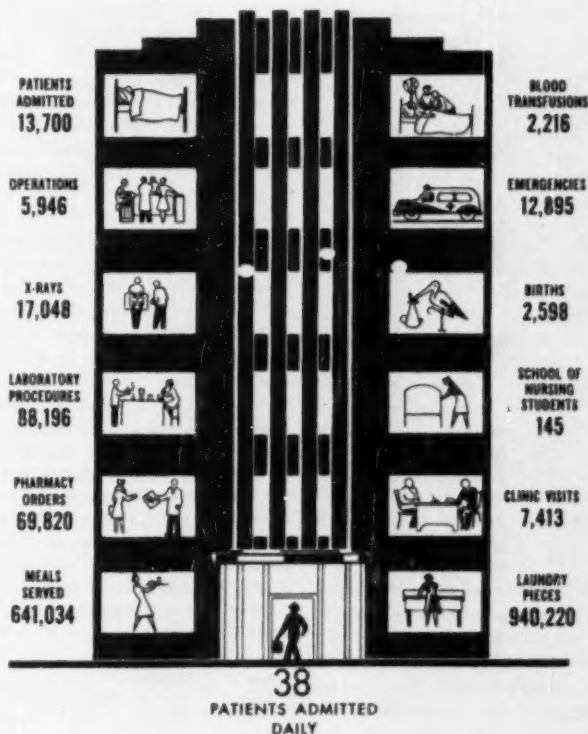 PATIENTS
ADMITTED
13,700
OPERATIONS
5,946
X-RAYS
17,048
LABORATORY
PROCEDURES
88,196
PHARMACY
ORDERS
69,820
MEALS
SERVED
641,034
BLOOD
TRANSFUSIONS
2,216
EMERGENCIES
12,895
BIRTHS
2,598
SCHOOL OF
NURSING
STUDENTS
145
CLINIC VISITS
7,413
LAUNDRY
PIECES
940,220
38
PATIENTS ADMITTED
DAILY